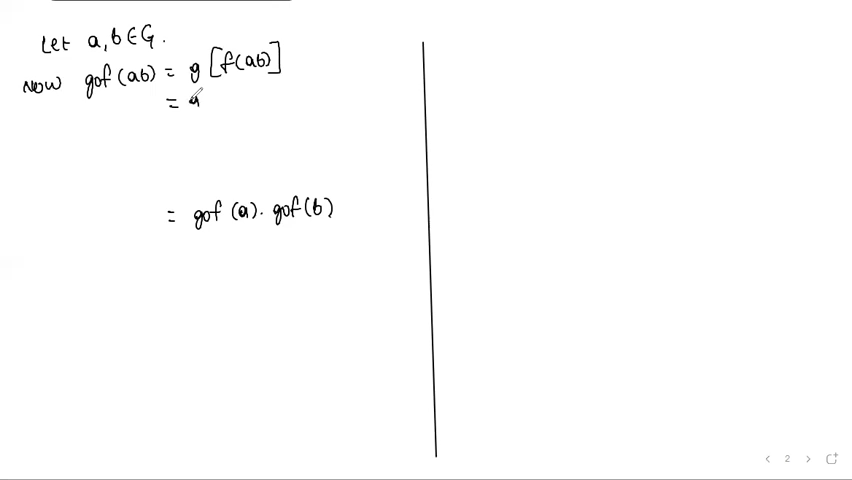 Let a, b ∈ G.
Now gof (ab) = g [f(ab)]
=
= gof (a). gof (b)
2